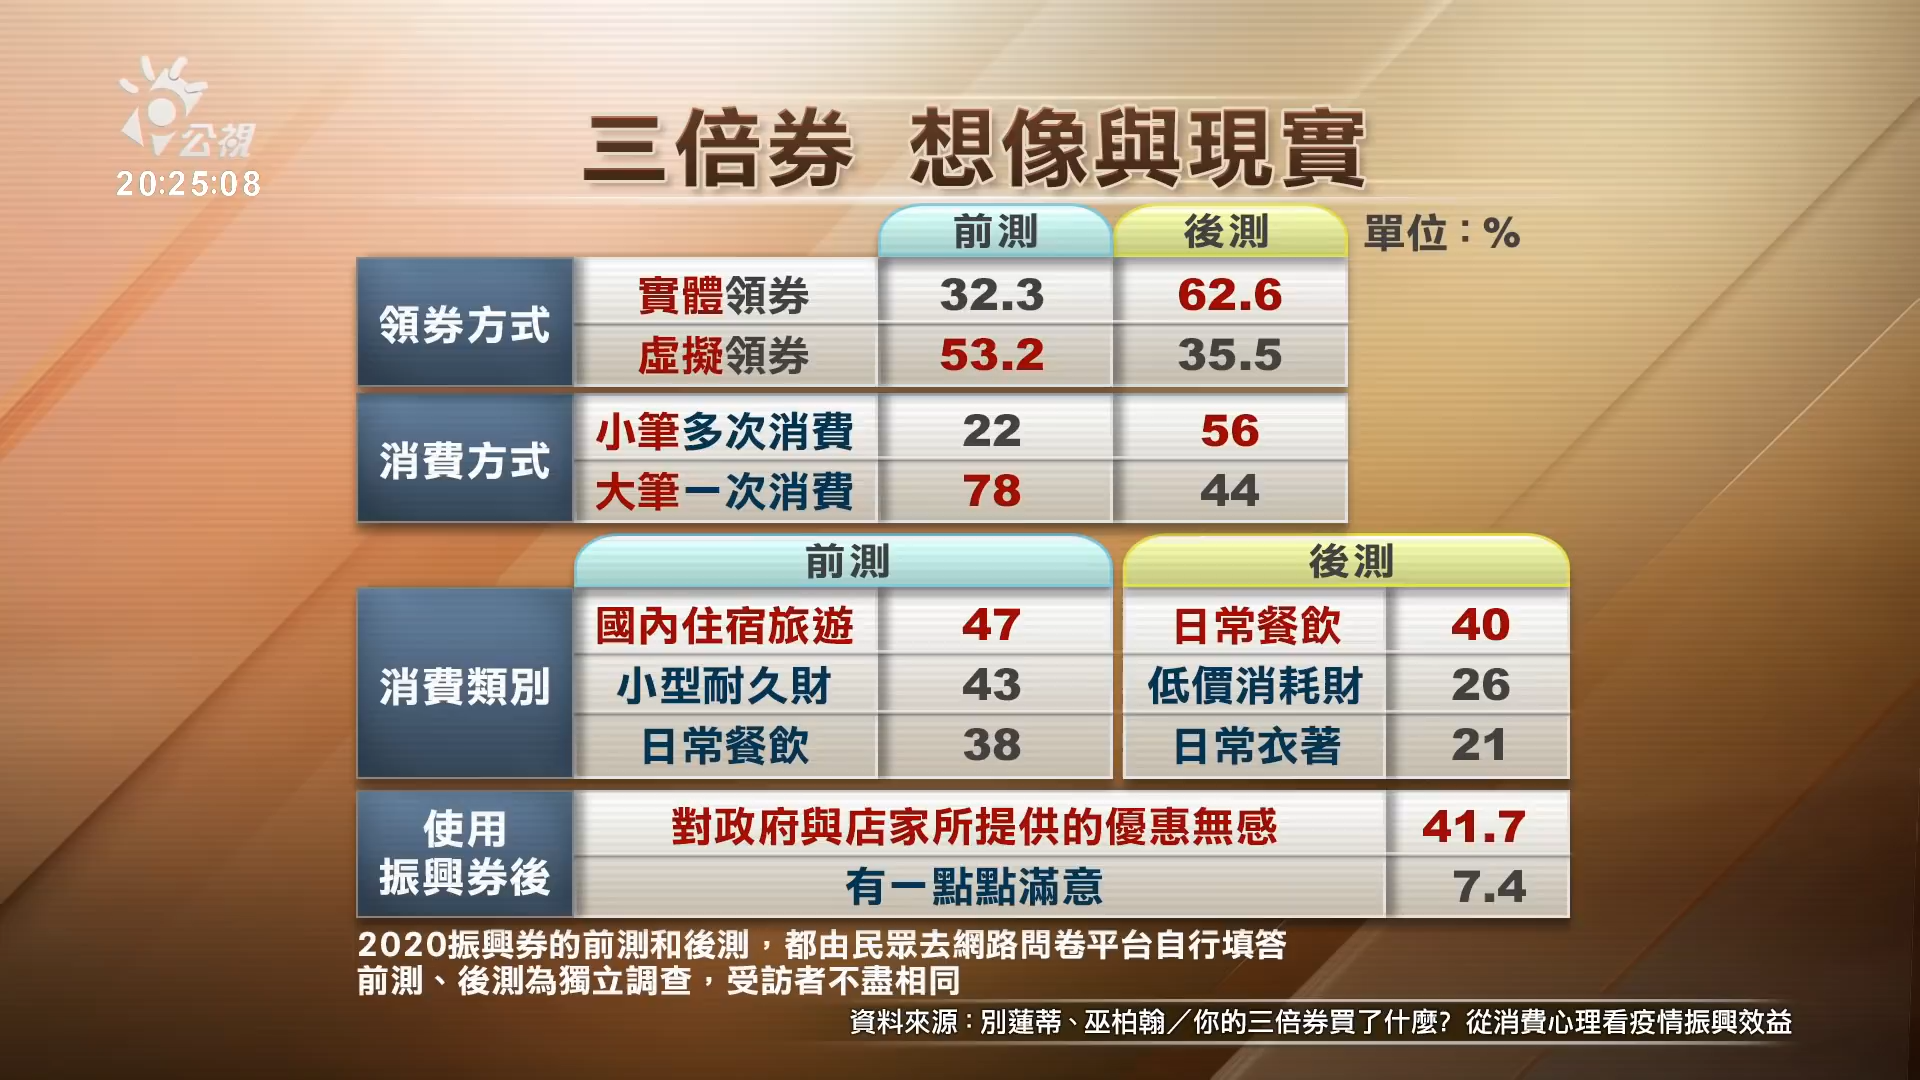 公視
20:25:08
三倍券 想像與現實
前測 後測 單位：%
領券方式
實體領券 32.3 62.6
虛擬領券 53.2 35.5
消費方式
小筆多次消費 22 56
大筆一次消費 78 44
前測 後測
消費類別
國內住宿旅遊 47 日常餐飲 40
小型耐久財 43 低價消耗財 26
日常餐飲 38 日常衣著 21
使用
振興券後
對政府與店家所提供的優惠無感 41.7
有一點點滿意 7.4
2020振興券的前測和後測，都由民眾去網路問卷平台自行填答
前測、後測為獨立調查，受訪者不盡相同
資料來源：別蓮蒂、巫柏翰／你的三倍券買了什麼？從消費心理看疫情振興效益